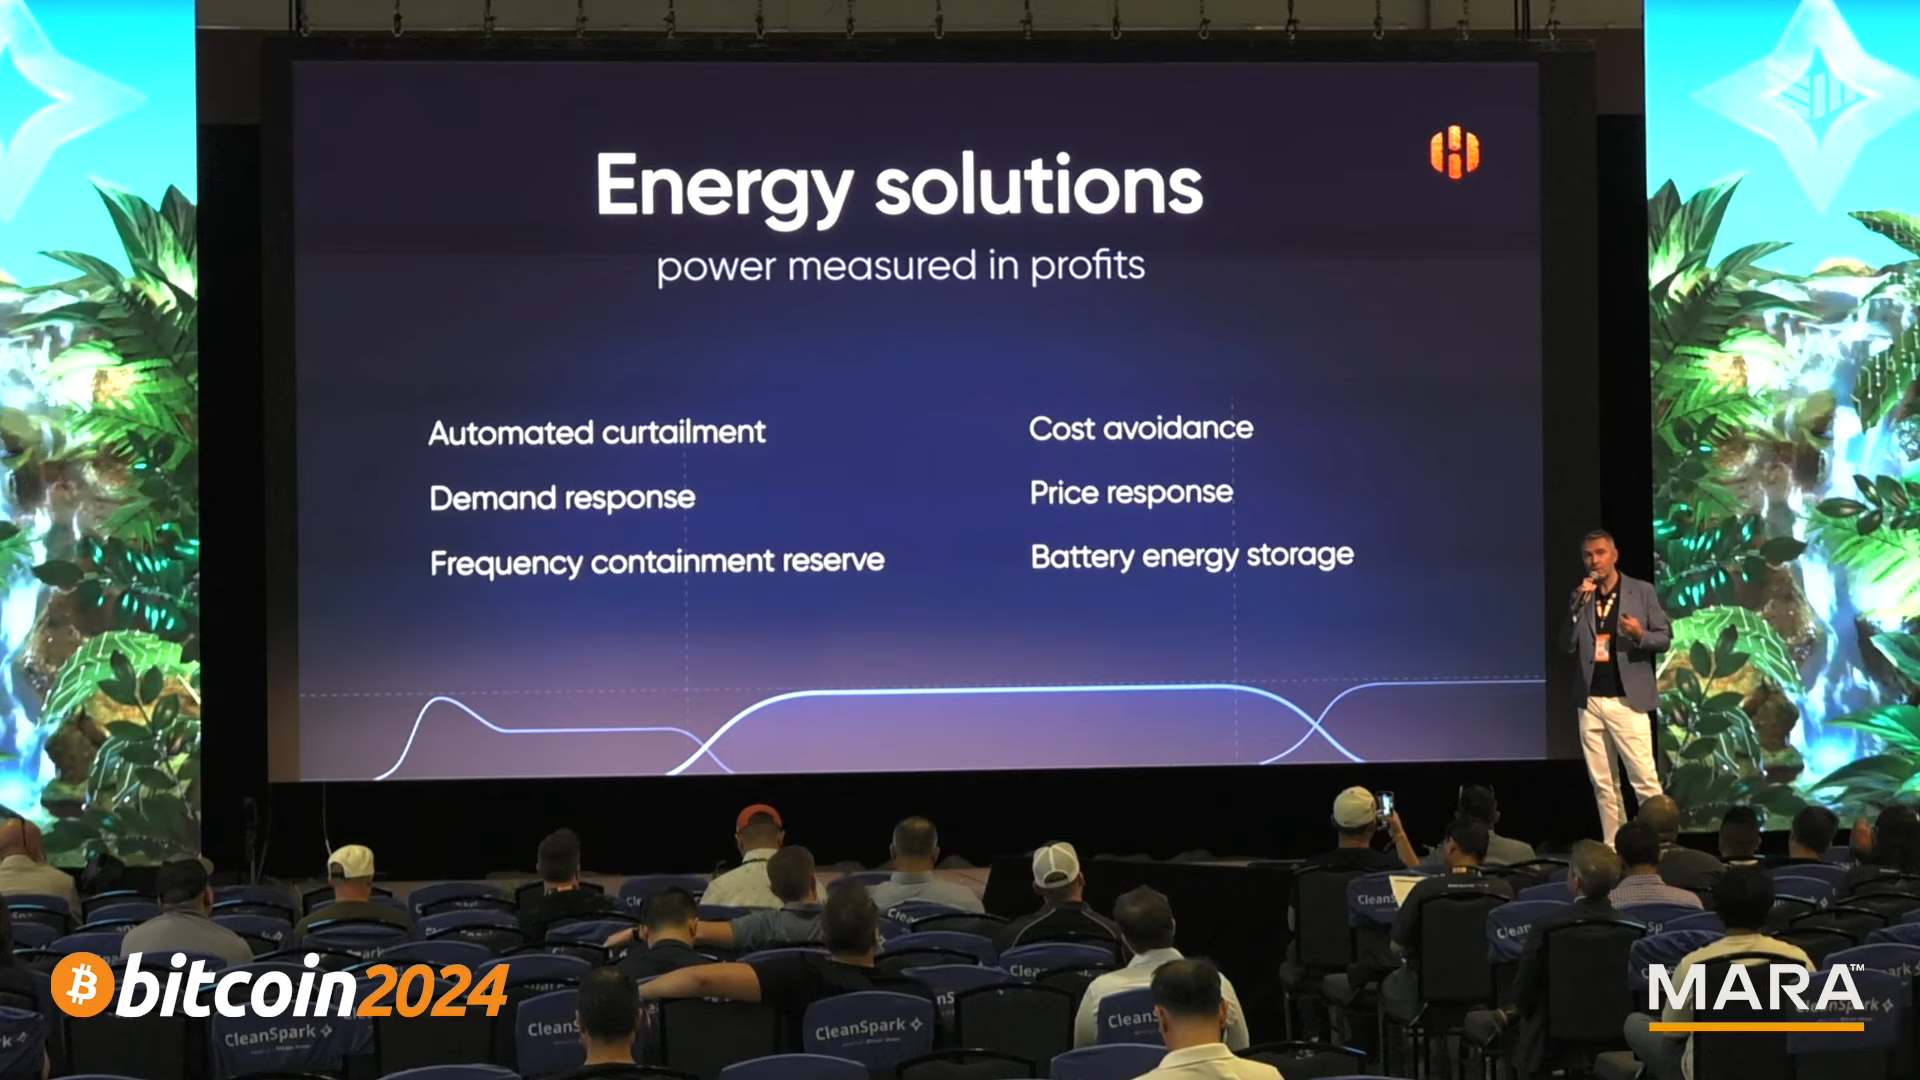 Energy solutions
power measured in profits
Automated curtailment
Demand response
Frequency containment reserve
Cost avoidance
Price response
Battery energy storage
bitcoin2024
MARA™
CleanSpark
CleanSpark